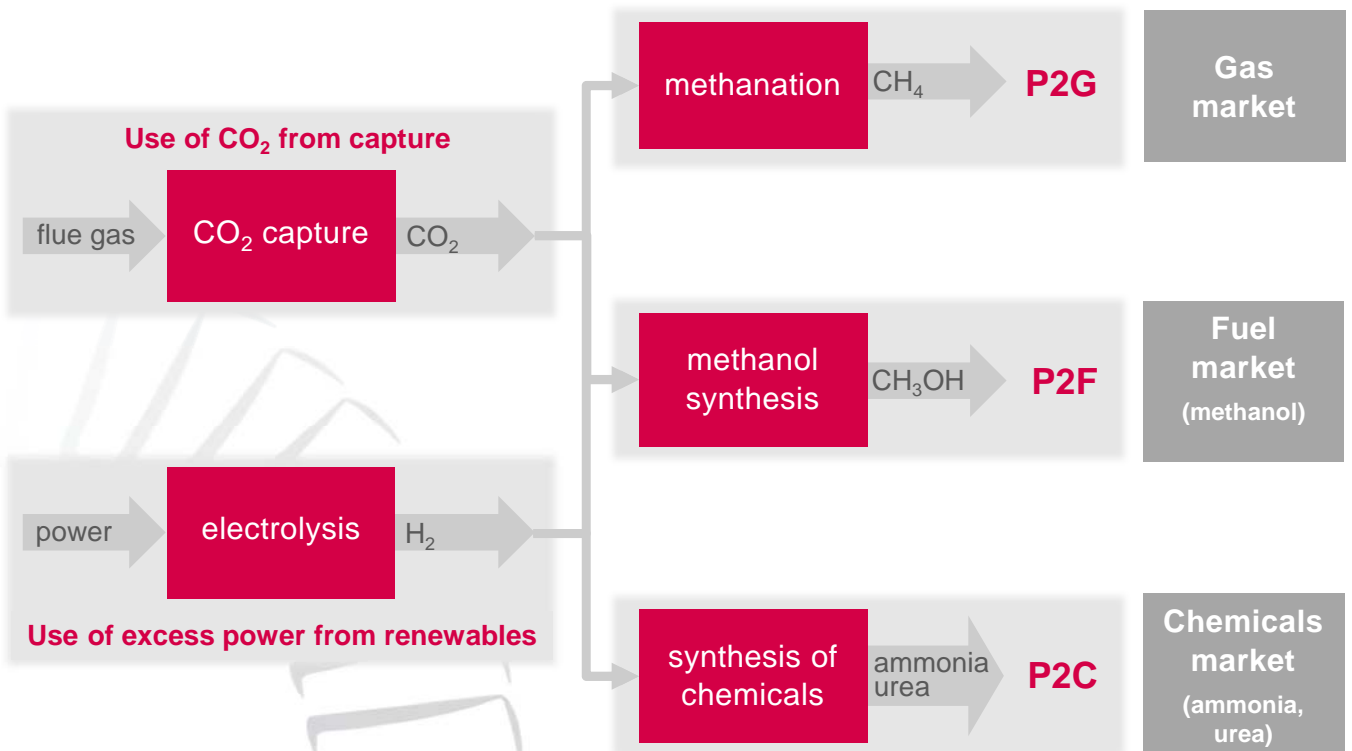 Use of CO₂ from capture
flue gas
CO₂ capture
CO₂
power
electrolysis
H₂
Use of excess power from renewables
methanation
CH₄
P2G
Gas
market
methanol
synthesis
CH₃OH
P2F
Fuel
market
(methanol)
synthesis of
chemicals
ammonia
urea
P2C
Chemicals
market
(ammonia,
urea)